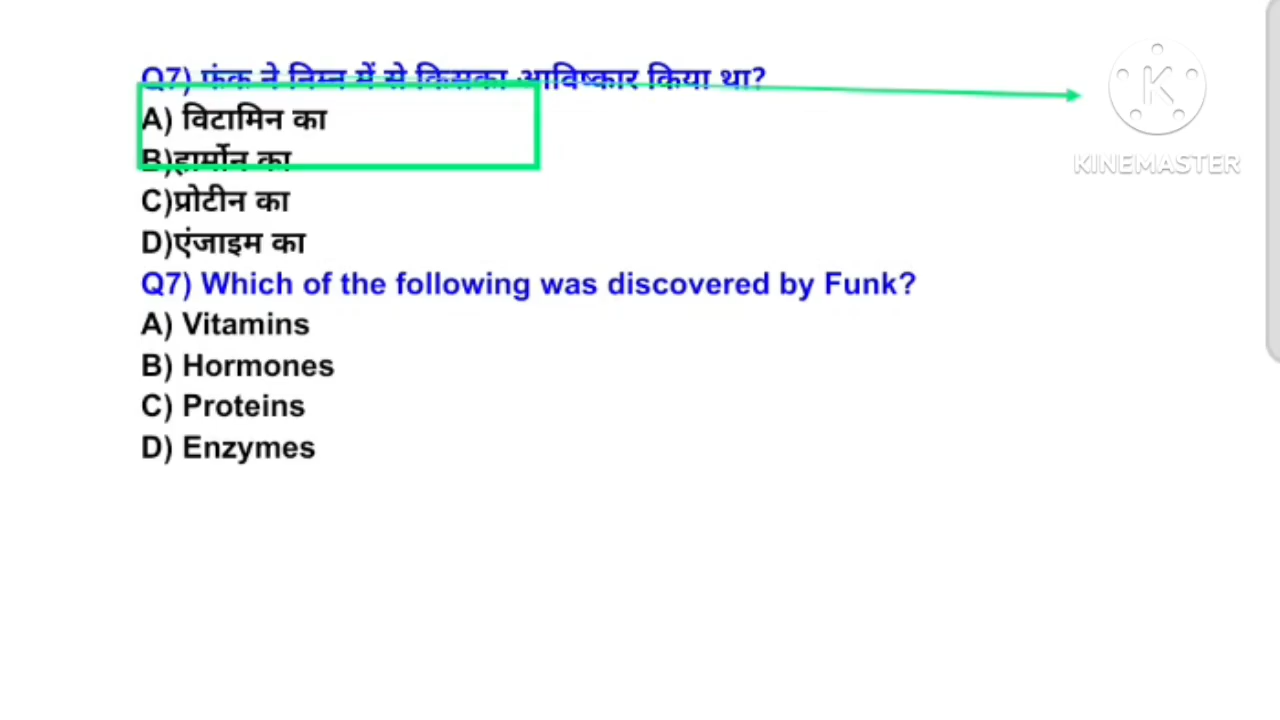 Q7) फंक ने निम्न में से किसका आविष्कार किया था?
A) विटामिन का
B)हार्मोन का
C)प्रोटीन का
D)एंजाइम का
Q7) Which of the following was discovered by Funk?
A) Vitamins
B) Hormones
C) Proteins
D) Enzymes
KINEMASTER